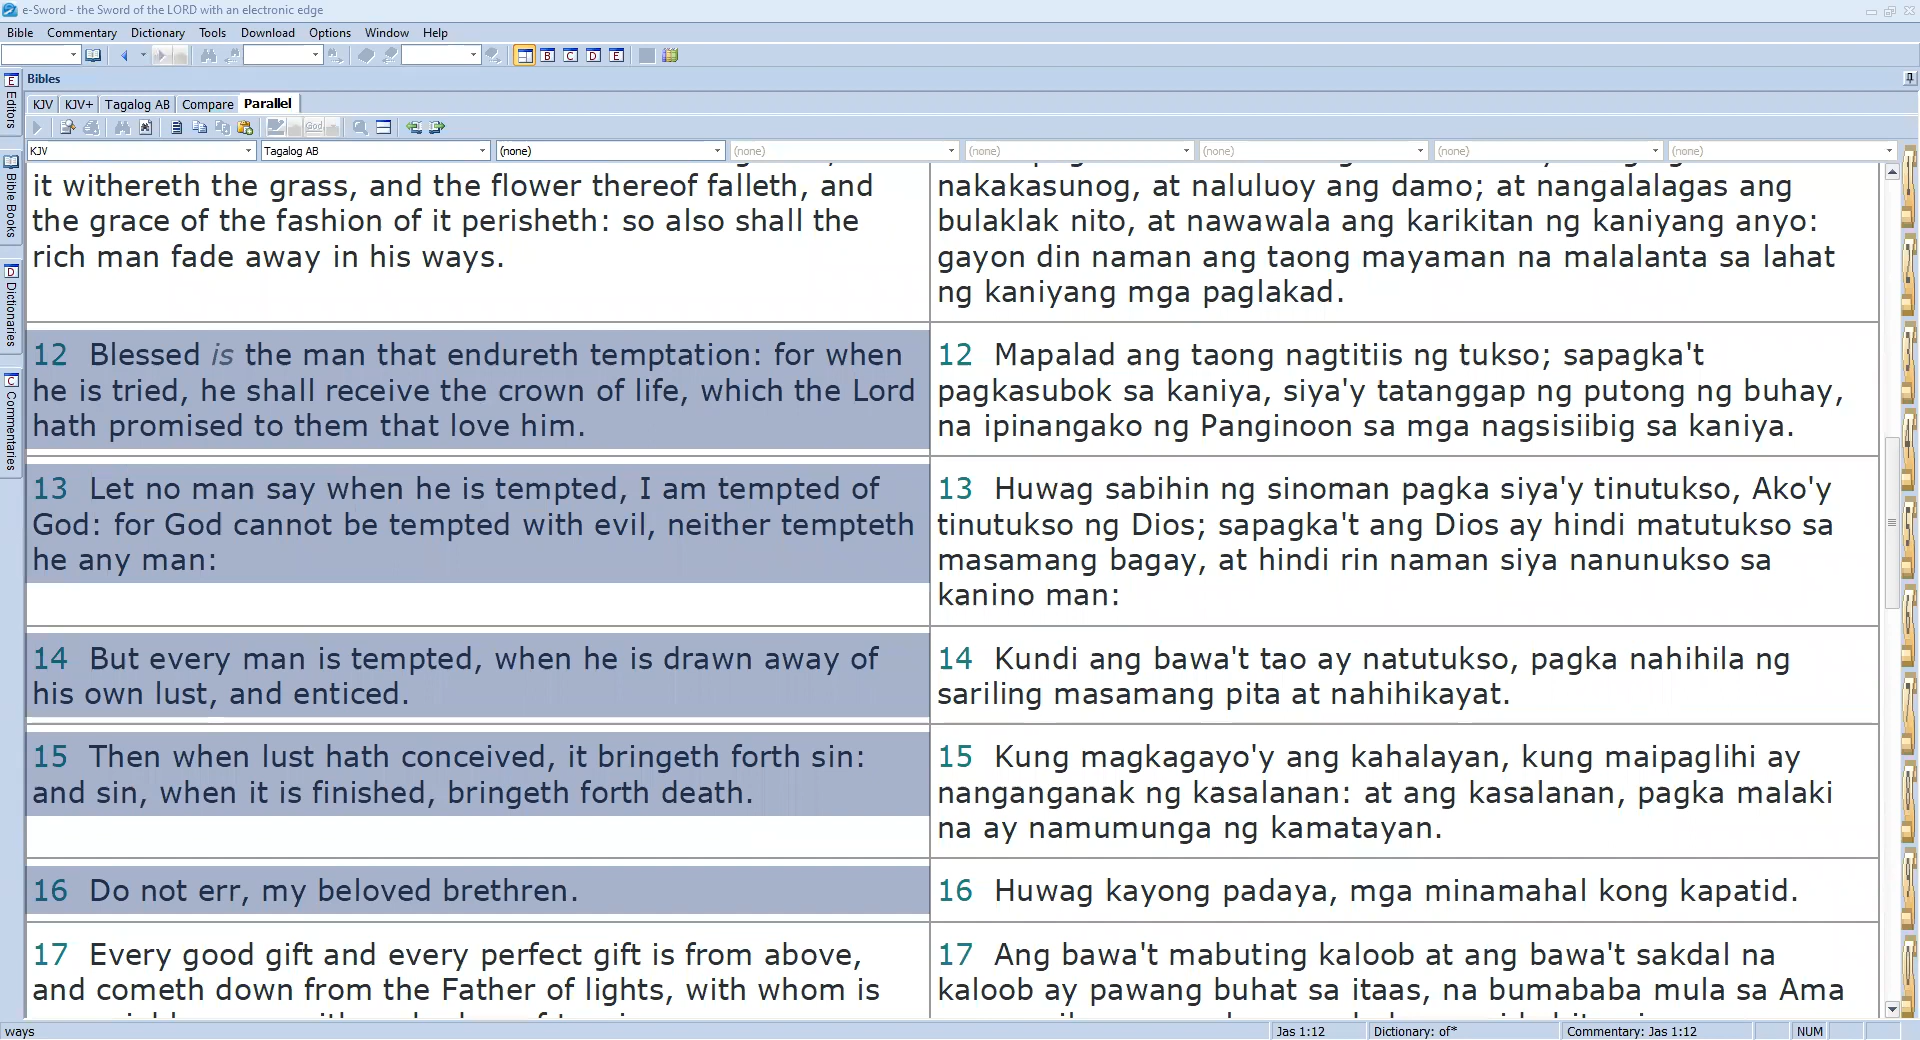 e-Sword - the Sword of the LORD with an electronic edge
Bible Commentary Dictionary Tools Download Options Window Help
B C D E
Bibles
KJV KJV+ Tagalog AB Compare Parallel
God
KJV Tagalog AB (none) (none) (none) (none) (none)
E Editors
Bible Books
D Dictionaries
C Commentaries
it withereth the grass, and the flower thereof falleth, and
the grace of the fashion of it perisheth: so also shall the
rich man fade away in his ways.
nakakasunog, at naluluoy ang damo; at nangalalagas ang
bulaklak nito, at nawawala ang karikitan ng kaniyang anyo:
gayon din naman ang taong mayaman na malalanta sa lahat
ng kaniyang mga paglakad.
12 Blessed is the man that endureth temptation: for when
he is tried, he shall receive the crown of life, which the Lord
hath promised to them that love him.
12 Mapalad ang taong nagtitiis ng tukso; sapagka't
pagkasubok sa kaniya, siya'y tatanggap ng putong ng buhay,
na ipinangako ng Panginoon sa mga nagsisiibig sa kaniya.
13 Let no man say when he is tempted, I am tempted of
God: for God cannot be tempted with evil, neither tempteth
he any man:
13 Huwag sabihin ng sinoman pagka siya'y tinutukso, Ako'y
tinutukso ng Dios; sapagka't ang Dios ay hindi matutukso sa
masamang bagay, at hindi rin naman siya nanunukso sa
kanino man:
14 But every man is tempted, when he is drawn away of
his own lust, and enticed.
14 Kundi ang bawa't tao ay natutukso, pagka nahihila ng
sariling masamang pita at nahihikayat.
15 Then when lust hath conceived, it bringeth forth sin:
and sin, when it is finished, bringeth forth death.
15 Kung magkagayo'y ang kahalayan, kung maipaglihi ay
nanganganak ng kasalanan: at ang kasalanan, pagka malaki
na ay namumunga ng kamatayan.
16 Do not err, my beloved brethren.
16 Huwag kayong padaya, mga minamahal kong kapatid.
17 Every good gift and every perfect gift is from above,
and cometh down from the Father of lights, with whom is
17 Ang bawa't mabuting kaloob at ang bawa't sakdal na
kaloob ay pawang buhat sa itaas, na bumababa mula sa Ama
ways Jas 1:12 Dictionary: of* Commentary: Jas 1:12 NUM